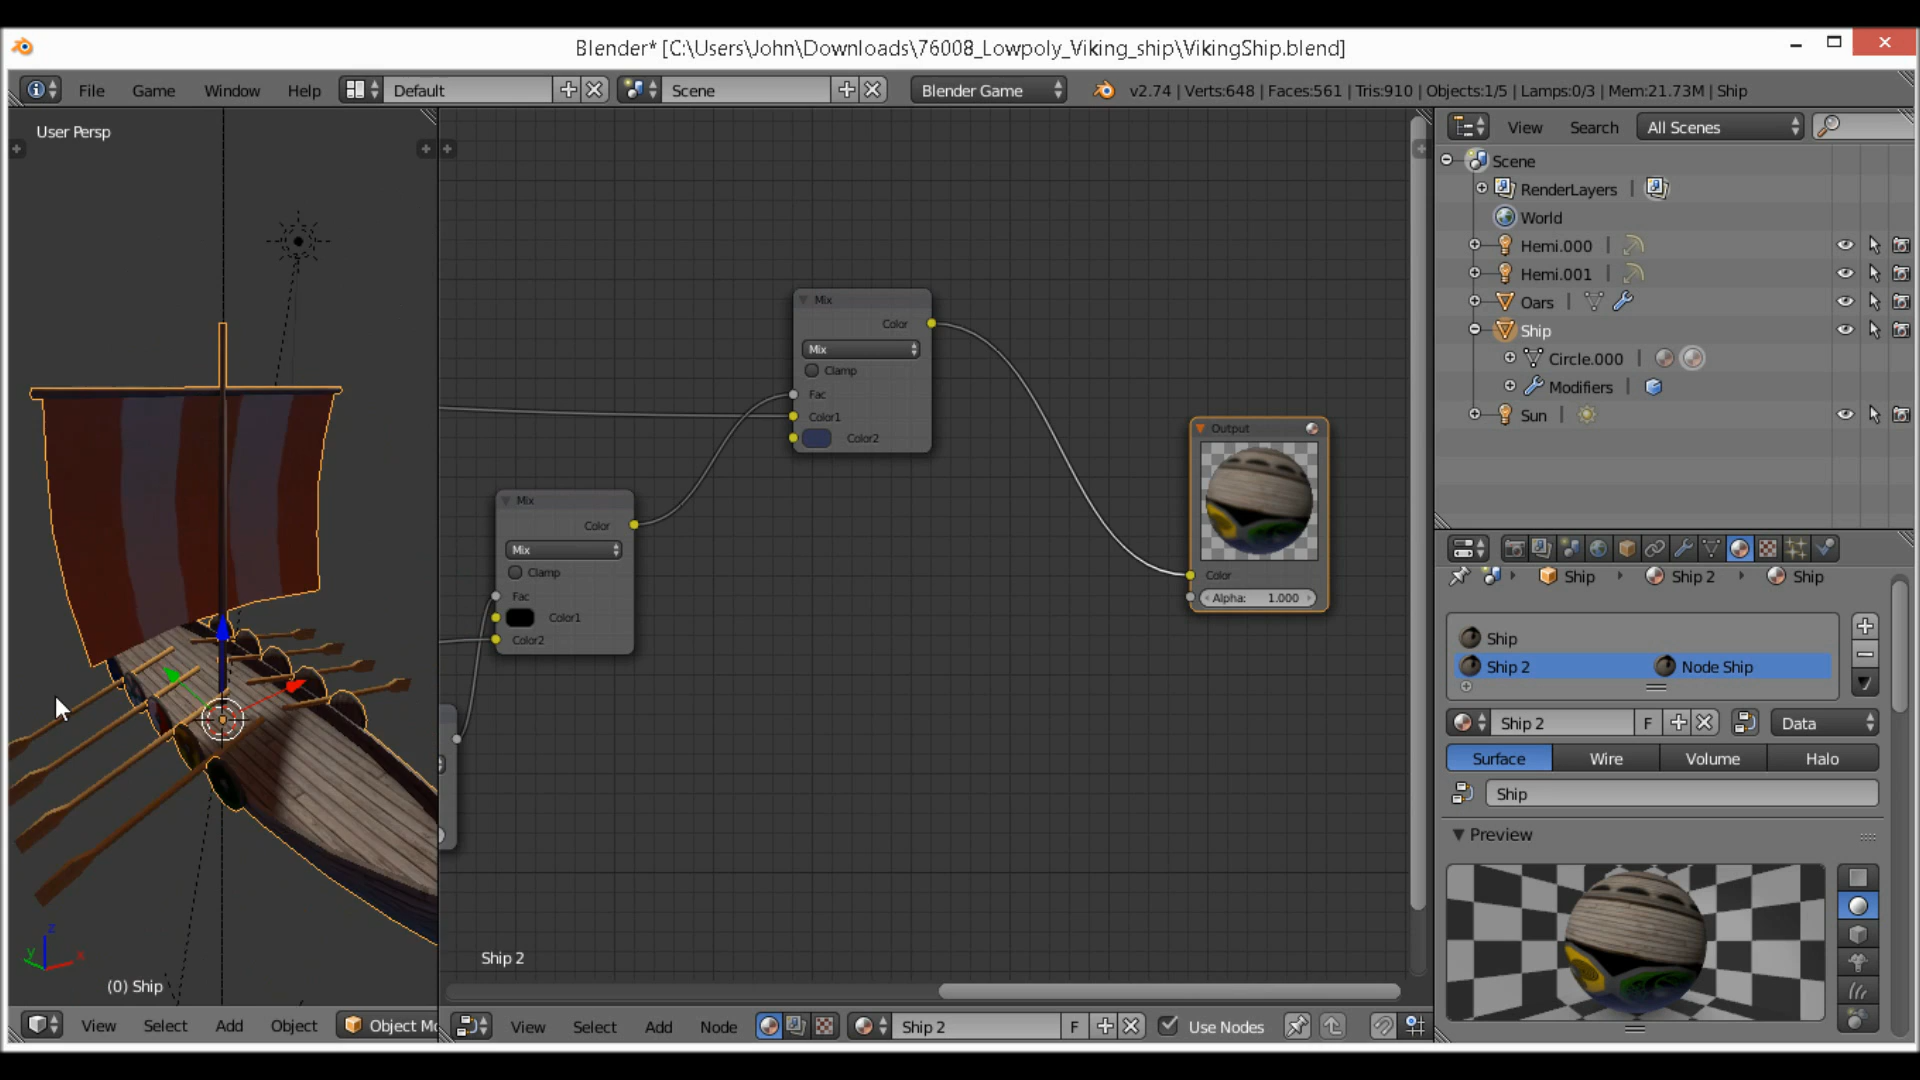 Blender* [C:\Users\John\Downloads\76008_Lowpoly_Viking_ship\VikingShip.blend]
File Game Window Help Default Scene Blender Game v2.74 | Verts:648 | Faces:561 | Tris:910 | Objects:1/5 | Lamps:0/3 | Mem:21.73M | Ship
User Persp
View Search All Scenes
Scene
RenderLayers
World
Hemi.000
Hemi.001
Oars
Ship
Circle.000
Modifiers
Sun
Mix
Color
Mix
Clamp
Fac
Color1
Color2
Mix
Color
Mix
Clamp
Fac
Color1
Color2
Output
Color
Alpha: 1.000
Ship Ship 2 Ship
Ship
Ship 2 Node Ship
Ship 2 F Data
Surface Wire Volume Halo
Ship
Preview
z
y x
(0) Ship
Ship 2
View Select Add Object Object Mo
View Select Add Node Ship 2 F Use Nodes